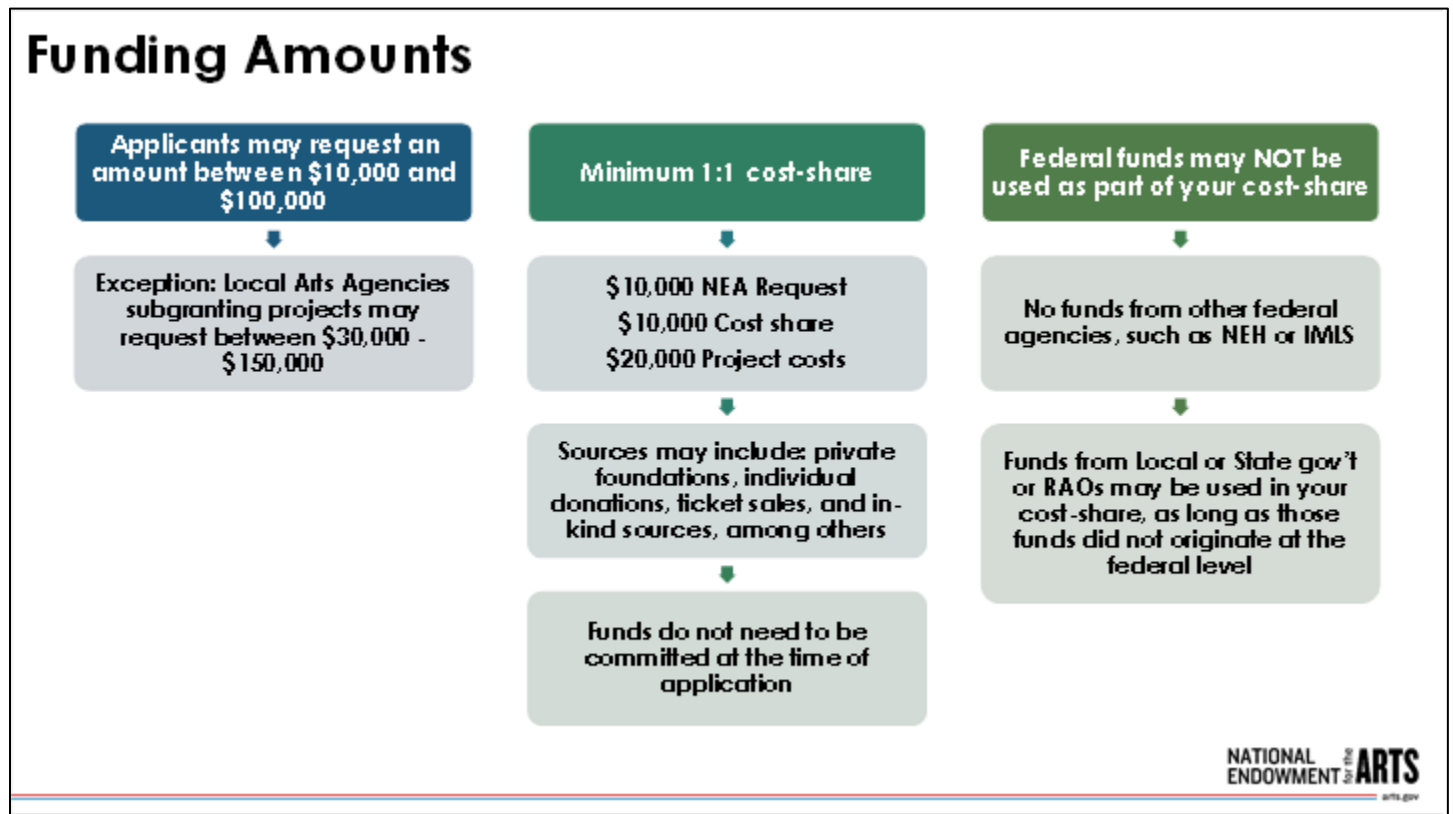 Funding Amounts
Applicants may request an
amount between $10,000 and
$100,000
Exception: Local Arts Agencies
subgranting projects may
request between $30,000 -
$150,000
Minimum 1:1 cost-share
$10,000 NEA Request
$10,000 Cost share
$20,000 Project costs
Sources may include: private
foundations, individual
donations, ticket sales, and in-
kind sources, among others
Funds do not need to be
committed at the time of
application
Federal funds may NOT be
used as part of your cost-share
No funds from other federal
agencies, such as NEH or IMLS
Funds from Local or State gov't
or RAOs may be used in your
cost-share, as long as those
funds did not originate at the
federal level
NATIONAL
ENDOWMENT for the ARTS
arts.gov